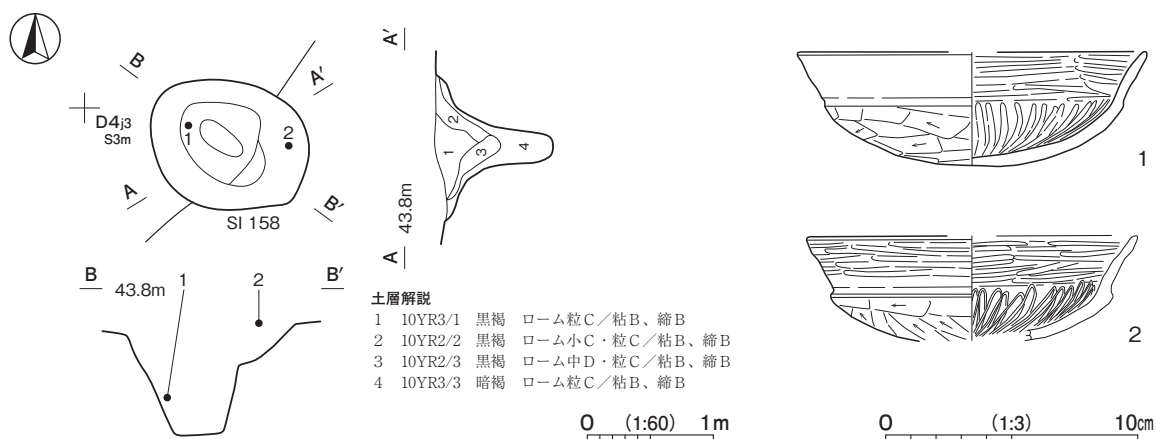 B
A'
D4j3
S3m
1
2
A
B'
SI 158
A'
2
1
3
4
43.8m
A
B 43.8m
1
2
B'
土層解説
1 10YR3/1 黒褐 ローム粒C/粘B、締B
2 10YR2/2 黒褐 ローム小C・粒C/粘B、締B
3 10YR2/3 黒褐 ローム中D・粒C/粘B、締B
4 10YR3/3 暗褐 ローム粒C/粘B、締B
0 (1:60) 1m
1
2
0 (1:3) 10cm